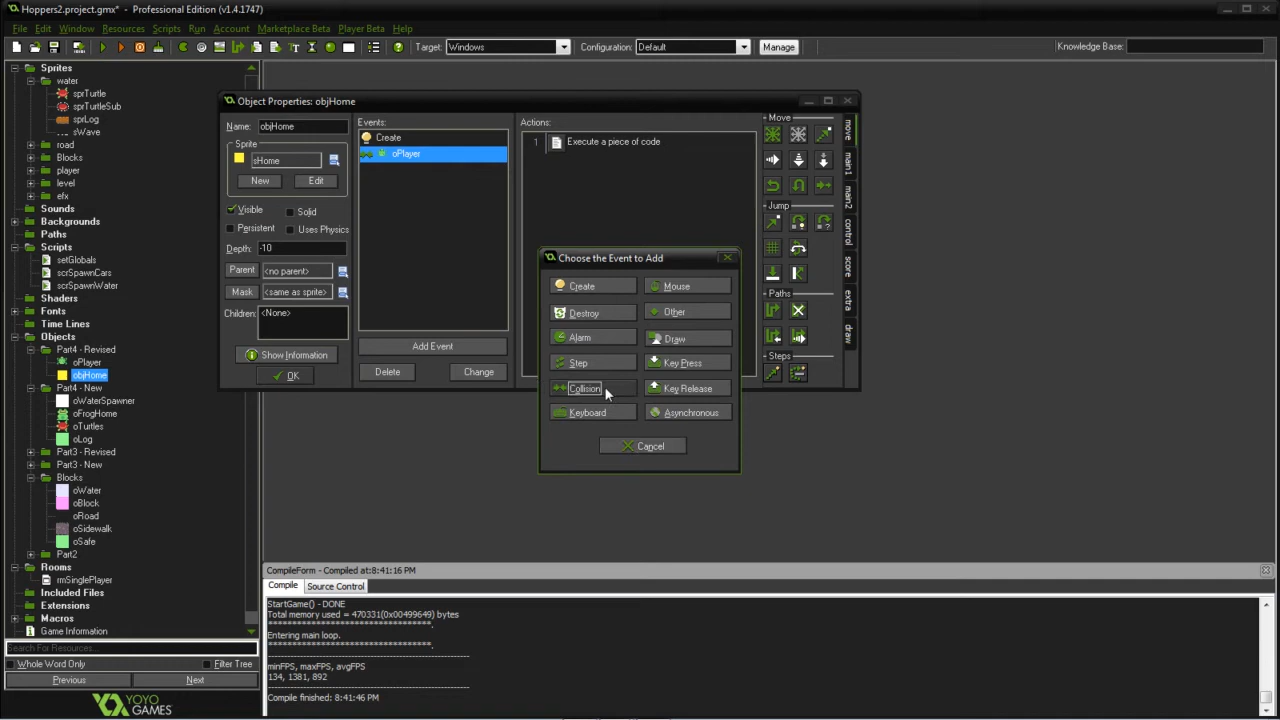 Hoppers2.project.gmx* - Professional Edition (v1.4.1747)
File Edit Window Resources Scripts Run Account Marketplace Beta Player Beta Help
Target: Windows Configuration: Default Manage Knowledge Base:
Sprites
water
sprTurtle
sprTurtleSub
sprLog
sWave
road
Blocks
player
level
efx
Sounds
Backgrounds
Paths
Scripts
setGlobals
scrSpawnCars
scrSpawnWater
Shaders
Fonts
Time Lines
Objects
Part4 - Revised
oPlayer
objHome
Part4 - New
oWaterSpawner
oFrogHome
oTurtles
oLog
Part3 - Revised
Part3 - New
Blocks
oWater
oBlock
oRoad
oSidewalk
oSafe
Part2
Rooms
rmSinglePlayer
Included Files
Extensions
Macros
Game Information
Search For Resources...
Whole Word Only Filter Tree
Previous Next
YOYO
GAMES
Object Properties: objHome
Name: objHome
Sprite
sHome
New Edit
Visible Solid
Persistent Uses Physics
Depth: -10
Parent <no parent>
Mask <same as sprite>
Children: <None>
Show Information
OK
Events:
Create
oPlayer
Add Event
Delete Change
Actions:
1 Execute a piece of code
Move
Jump
Paths
Steps
move
main1
main2
control
score
extra
draw
Choose the Event to Add
Create Mouse
Destroy Other
Alarm Draw
Step Key Press
Collision Key Release
Keyboard Asynchronous
Cancel
CompileForm - Compiled at:8:41:16 PM
Compile Source Control
StartGame() - DONE
Total memory used = 470331(0x00499649) bytes
**********************************.
Entering main loop.
**********************************.
minFPS, maxFPS, avgFPS
134, 1381, 892
Compile finished: 8:41:46 PM